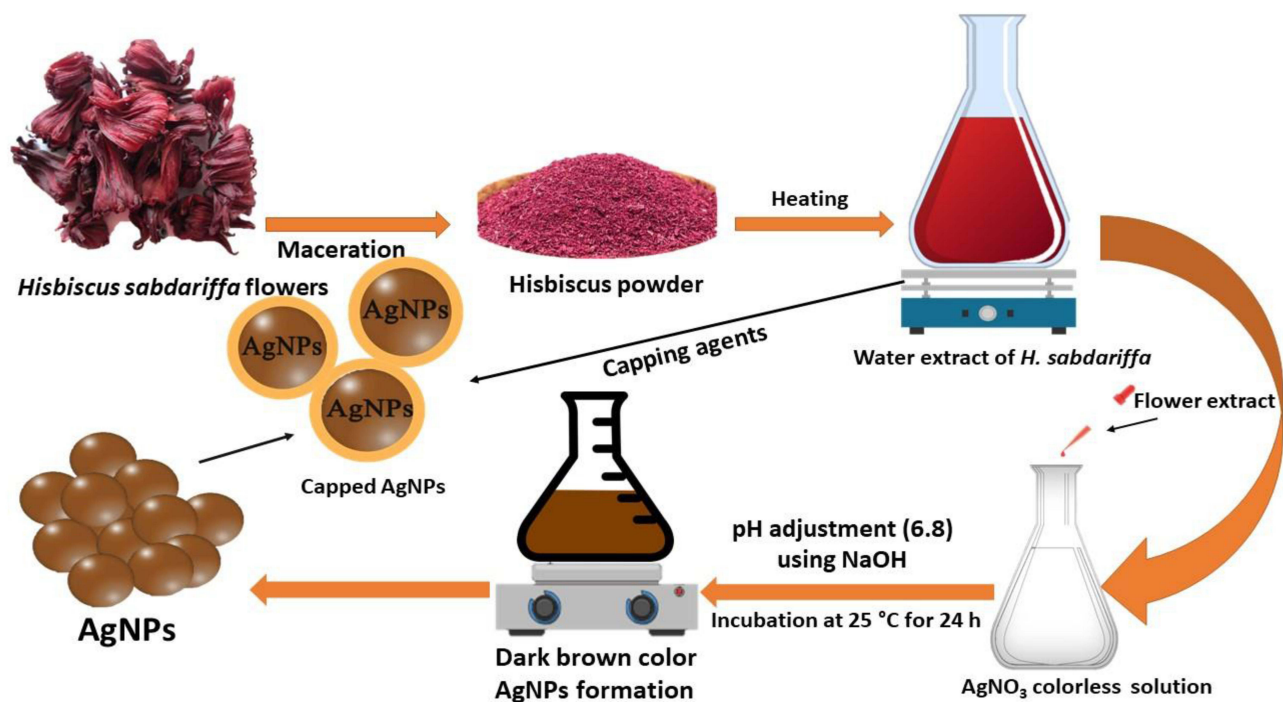 Maceration
Heating
Hisbiscus sabdariffa flowers
Hisbiscus powder
Water extract of H. sabdariffa
AgNPs
AgNPs
AgNPs
Capped AgNPs
Capping agents
Flower extract
AgNO₃ colorless solution
pH adjustment (6.8)
using NaOH
Incubation at 25 °C for 24 h
Dark brown color
AgNPs formation
AgNPs